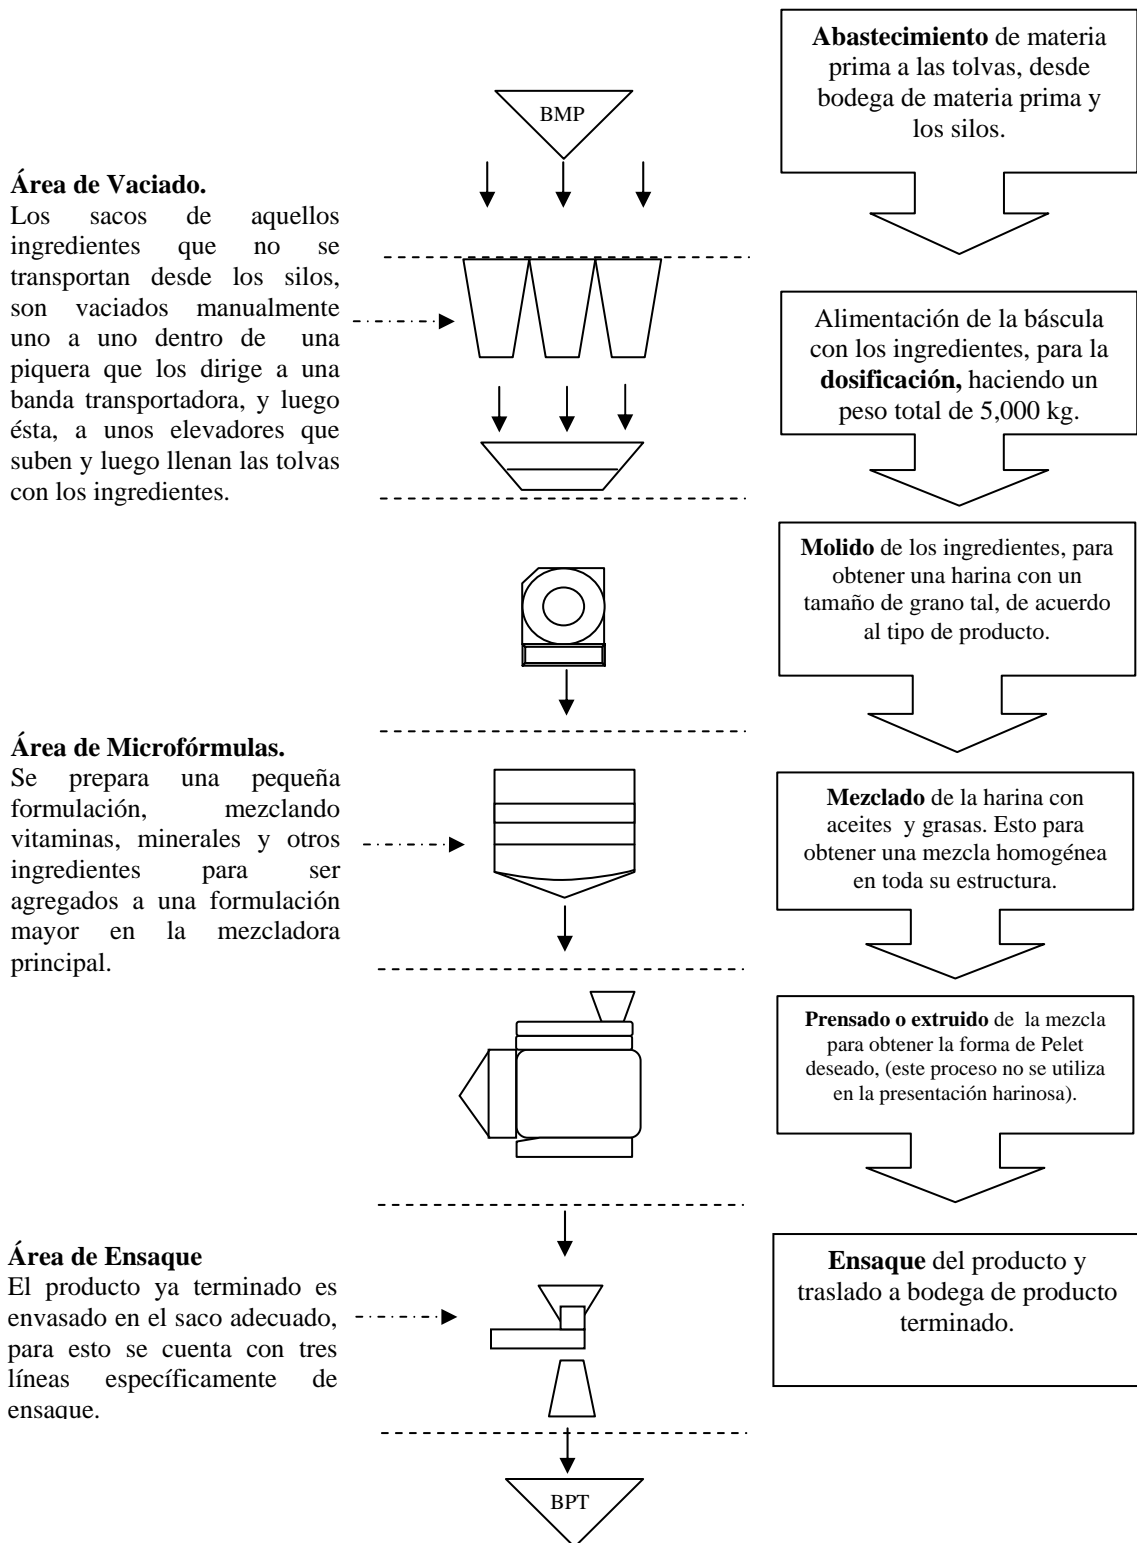 Abastecimiento de materia
prima a las tolvas, desde
bodega de materia prima y
los silos.
BMP
Área de Vaciado.
Los sacos de aquellos
ingredientes que no se
transportan desde los silos,
son vaciados manualmente
uno a uno dentro de una
piquera que los dirige a una
banda transportadora, y luego
ésta, a unos elevadores que
suben y luego llenan las tolvas
con los ingredientes.
Alimentación de la báscula
con los ingredientes, para la
dosificación, haciendo un
peso total de 5,000 kg.
Molido de los ingredientes, para
obtener una harina con un
tamaño de grano tal, de acuerdo
al tipo de producto.
Área de Microfórmulas.
Se prepara una pequeña
formulación, mezclando
vitaminas, minerales y otros
ingredientes para ser
agregados a una formulación
mayor en la mezcladora
principal.
Mezclado de la harina con
aceites y grasas. Esto para
obtener una mezcla homogénea
en toda su estructura.
Prensado o extruido de la mezcla
para obtener la forma de Pelet
deseado, (este proceso no se utiliza
en la presentación harinosa).
Área de Ensaque
El producto ya terminado es
envasado en el saco adecuado,
para esto se cuenta con tres
líneas específicamente de
ensaque.
Ensaque del producto y
traslado a bodega de producto
terminado.
BPT